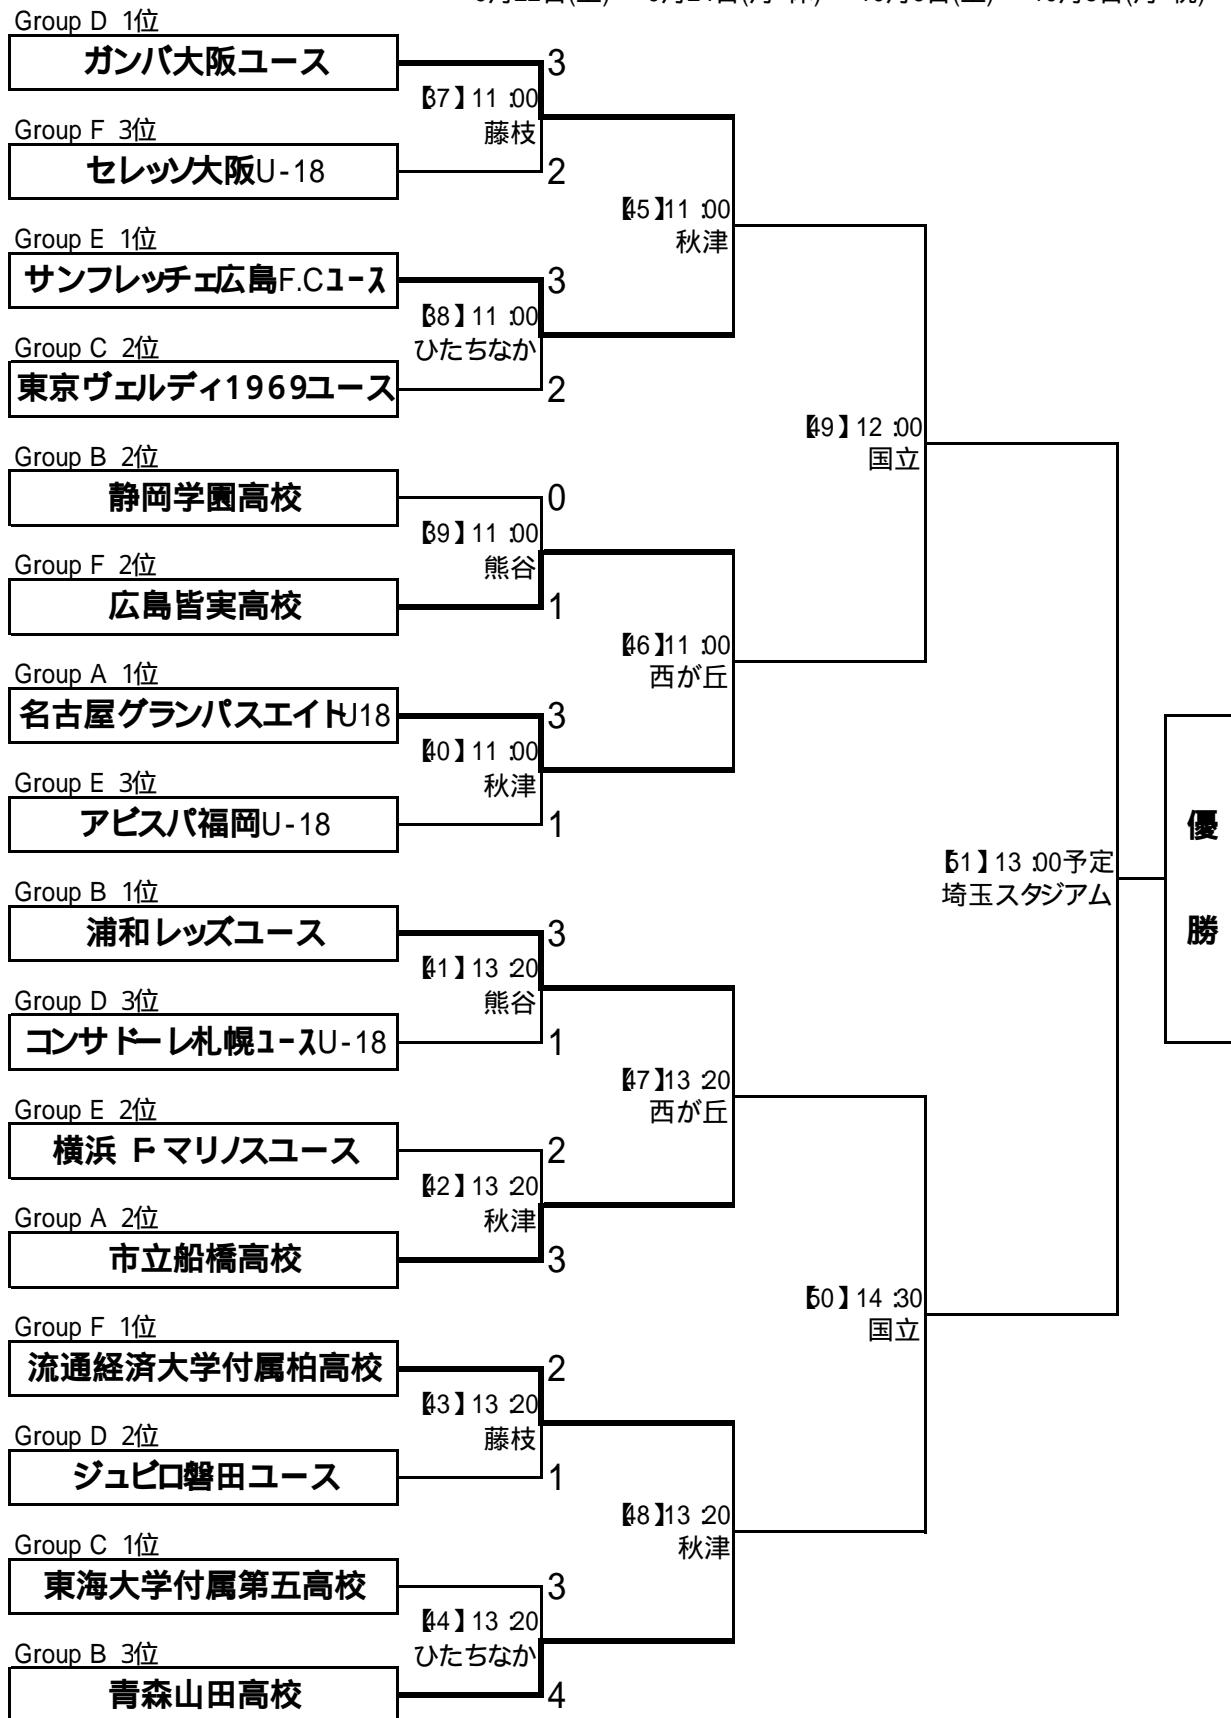 Group D 1位
ガンバ大阪ユース
3
【37】11:00
藤枝
Group F 3位
セレッソ大阪U-18
2
【45】11:00
秋津
Group E 1位
サンフレッチェ広島F.Cユース
3
【38】11:00
ひたちなか
Group C 2位
東京ヴェルディ1969ユース
2
【49】12:00
国立
Group B 2位
静岡学園高校
0
【39】11:00
熊谷
Group F 2位
広島皆実高校
1
【46】11:00
西が丘
Group A 1位
名古屋グランパスエイトU18
3
【40】11:00
秋津
Group E 3位
アビスパ福岡U-18
1
優勝
【51】13:00予定
埼玉スタジアム
Group B 1位
浦和レッズユース
3
【41】13:20
熊谷
Group D 3位
コンサドーレ札幌ユースU-18
1
【47】13:20
西が丘
Group E 2位
横浜F・マリノスユース
2
【42】13:20
秋津
Group A 2位
市立船橋高校
3
【50】14:30
国立
Group F 1位
流通経済大学付属柏高校
2
【43】13:20
藤枝
Group D 2位
ジュビロ磐田ユース
1
【48】13:20
秋津
Group C 1位
東海大学付属第五高校
3
【44】13:20
ひたちなか
Group B 3位
青森山田高校
4